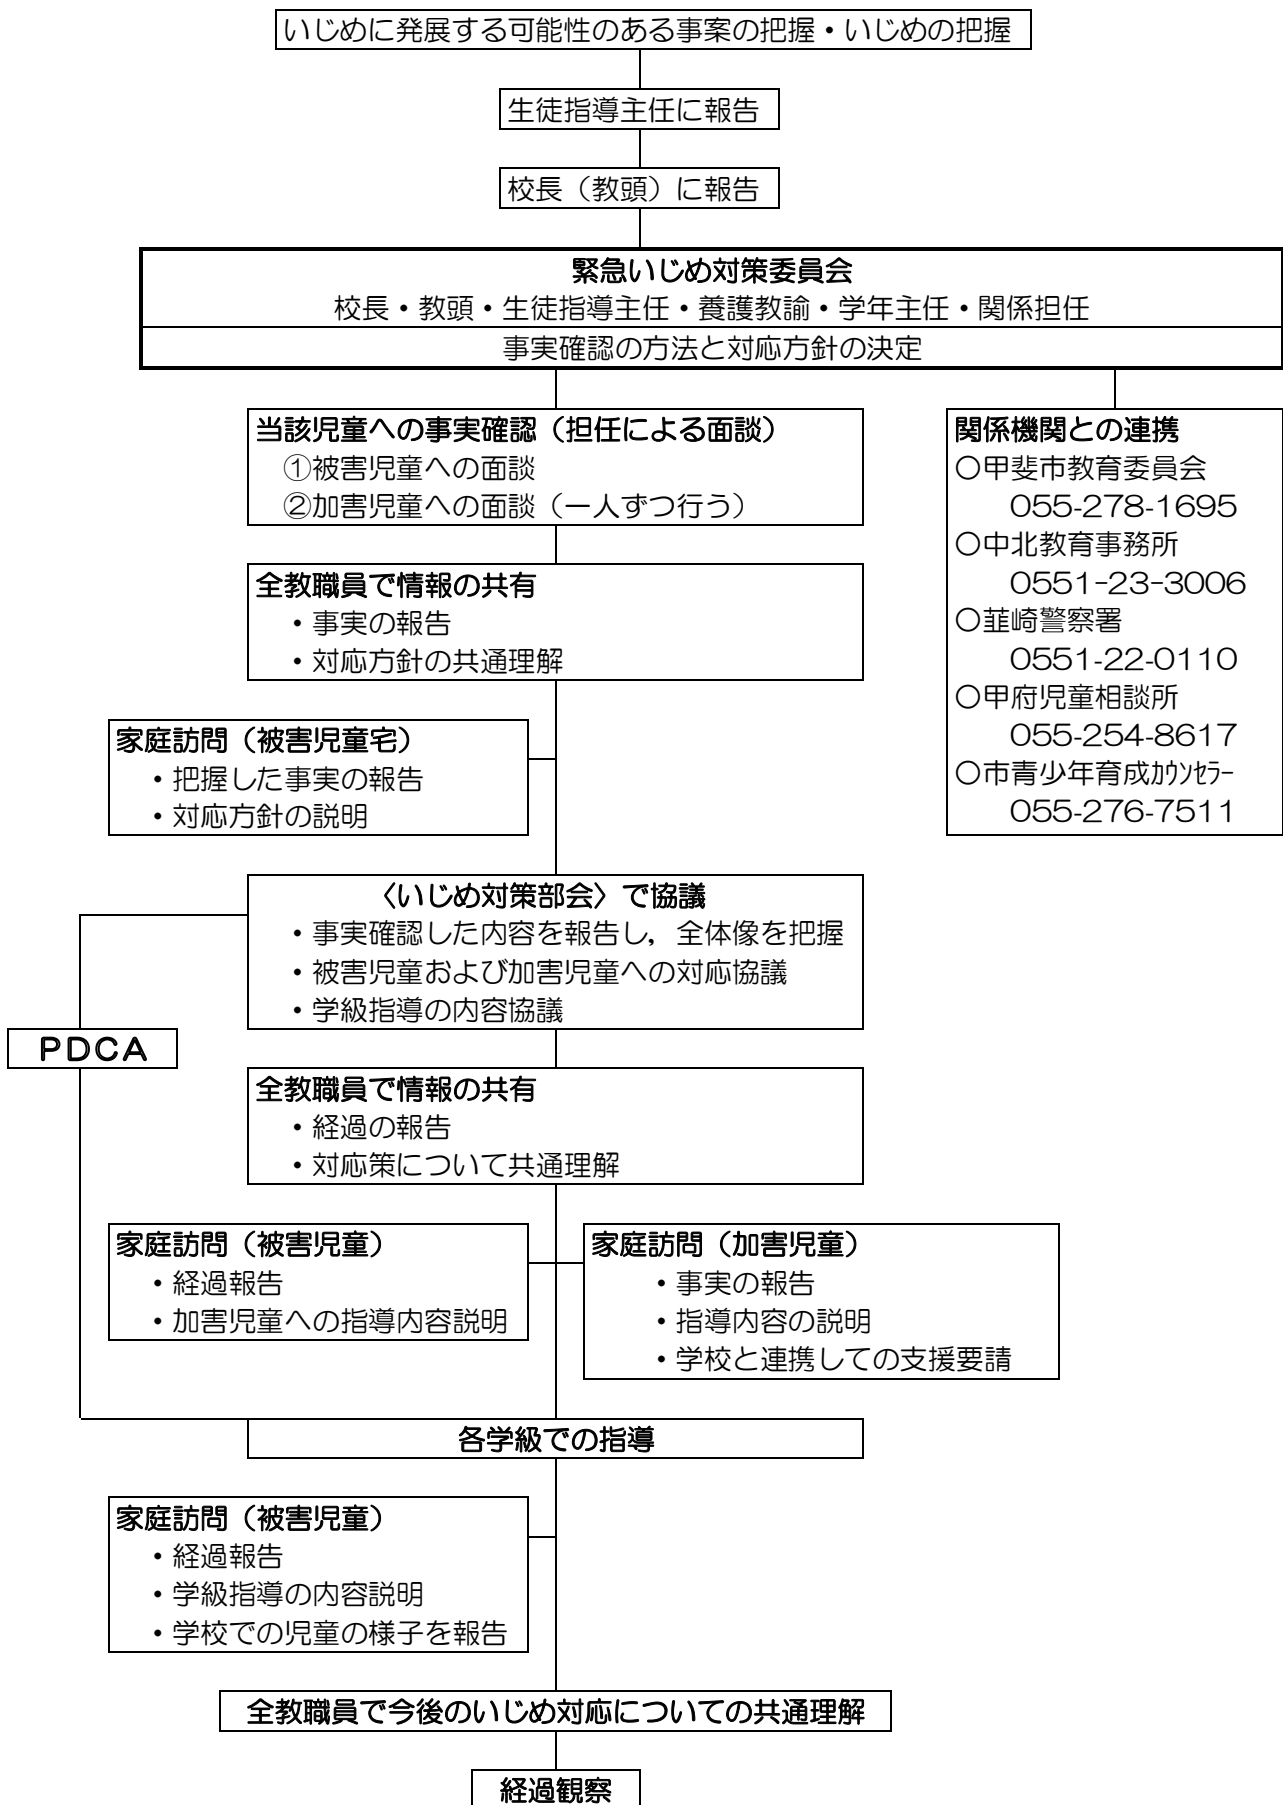 いじめに発展する可能性のある事案の把握・いじめの把握
生徒指導主任に報告
校長（教頭）に報告
緊急いじめ対策委員会
校長・教頭・生徒指導主任・養護教諭・学年主任・関係担任
事実確認の方法と対応方針の決定
当該児童への事実確認（担任による面談）
①被害児童への面談
②加害児童への面談（一人ずつ行う）
関係機関との連携
○甲斐市教育委員会
055-278-1695
○中北教育事務所
0551-23-3006
○韮崎警察署
0551-22-0110
○甲府児童相談所
055-254-8617
○市青少年育成ｶｳﾝｾﾗｰ
055-276-7511
全教職員で情報の共有
・事実の報告
・対応方針の共通理解
家庭訪問（被害児童宅）
・把握した事実の報告
・対応方針の説明
〈いじめ対策部会〉で協議
・事実確認した内容を報告し，全体像を把握
・被害児童および加害児童への対応協議
・学級指導の内容協議
PDCA
全教職員で情報の共有
・経過の報告
・対応策について共通理解
家庭訪問（被害児童）
・経過報告
・加害児童への指導内容説明
家庭訪問（加害児童）
・事実の報告
・指導内容の説明
・学校と連携しての支援要請
各学級での指導
家庭訪問（被害児童）
・経過報告
・学級指導の内容説明
・学校での児童の様子を報告
全教職員で今後のいじめ対応についての共通理解
経過観察